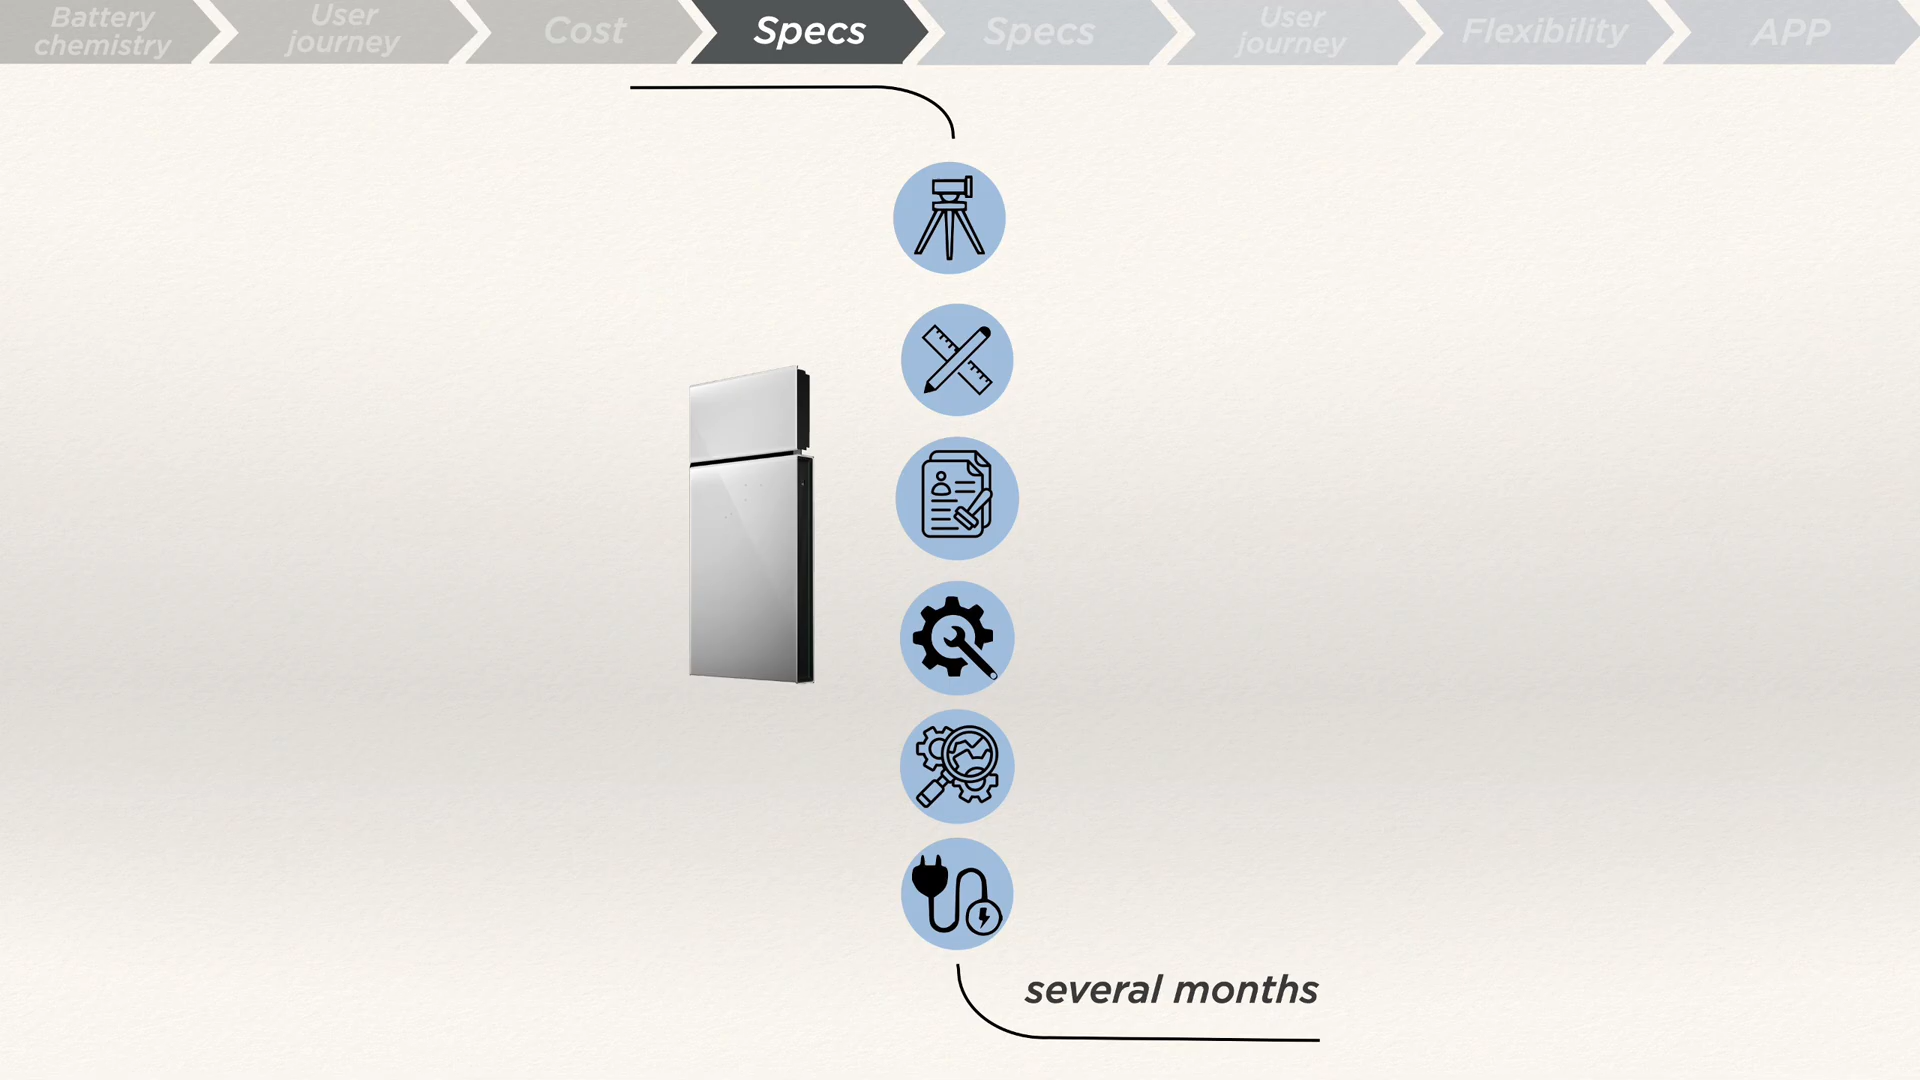 Battery
chemistry
User
journey
Cost
Specs
Specs
User
journey
Flexibility
APP
several months